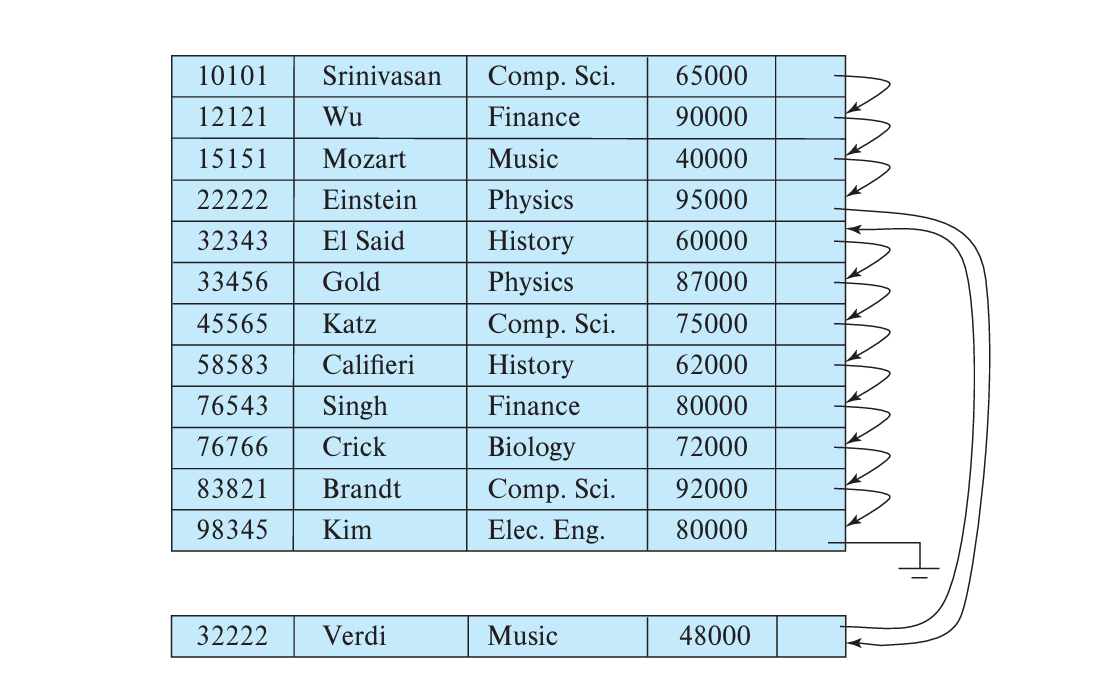 10101 Srinivasan Comp. Sci. 65000
12121 Wu Finance 90000
15151 Mozart Music 40000
22222 Einstein Physics 95000
32343 El Said History 60000
33456 Gold Physics 87000
45565 Katz Comp. Sci. 75000
58583 Califieri History 62000
76543 Singh Finance 80000
76766 Crick Biology 72000
83821 Brandt Comp. Sci. 92000
98345 Kim Elec. Eng. 80000
32222 Verdi Music 48000